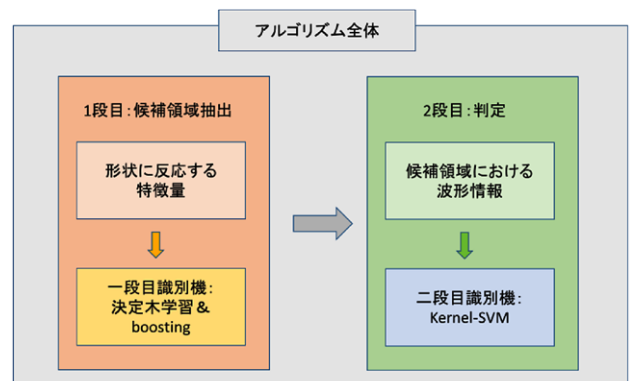 アルゴリズム全体
1段目：候補領域抽出
形状に反応する
特徴量
一段目識別機：
決定木学習＆
boosting
2段目：判定
候補領域における
波形情報
二段目識別機：
Kernel-SVM